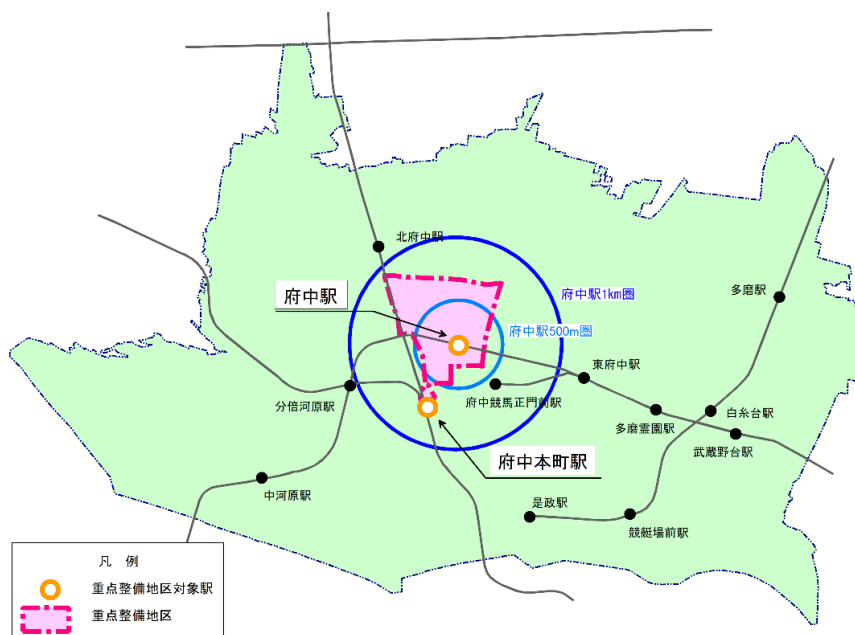 北府中駅
府中駅
府中駅1km圏
多磨駅
府中駅500m圏
東府中駅
分倍河原駅
府中競馬正門前駅
多磨霊園駅
白糸台駅
武蔵野台駅
府中本町駅
中河原駅
是政駅
競艇場前駅
凡 例
重点整備地区対象駅
重点整備地区